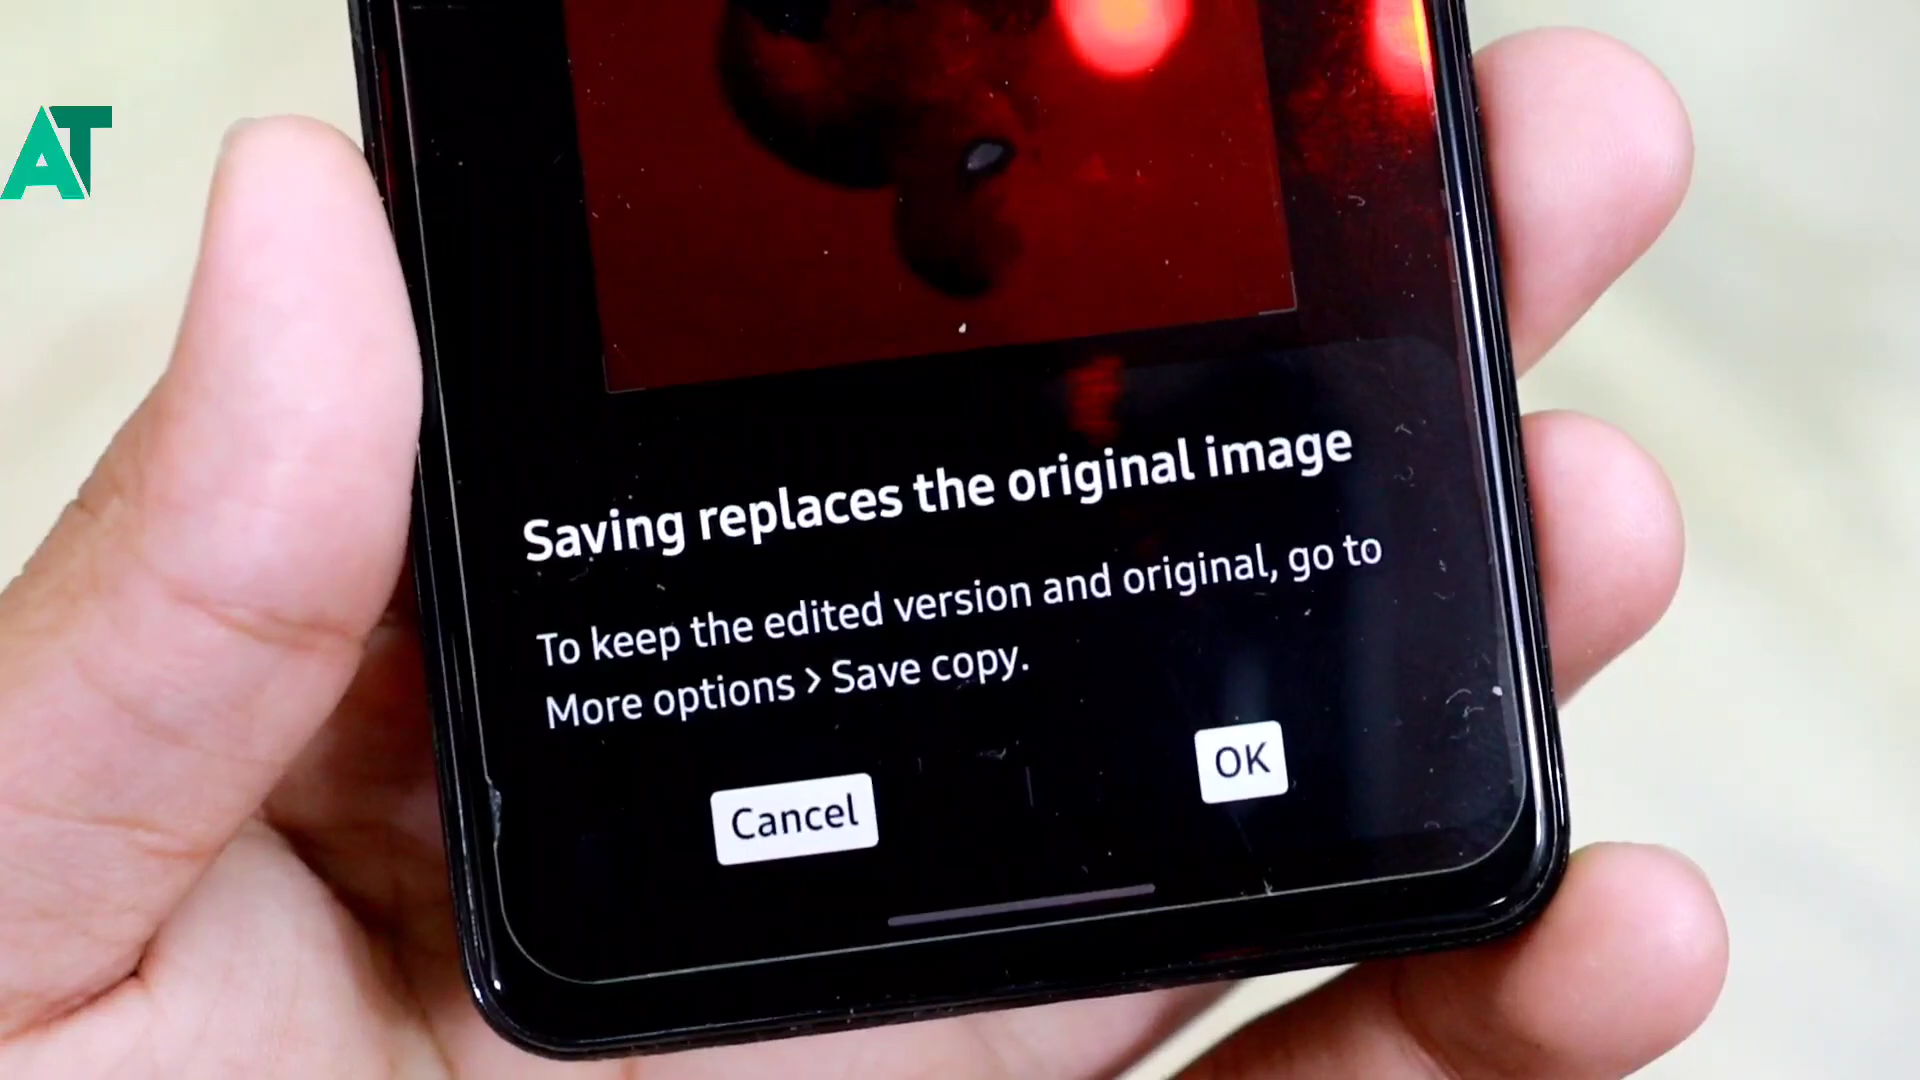 AT
Saving replaces the original image
To keep the edited version and original, go to
More options > Save copy.
Cancel
OK